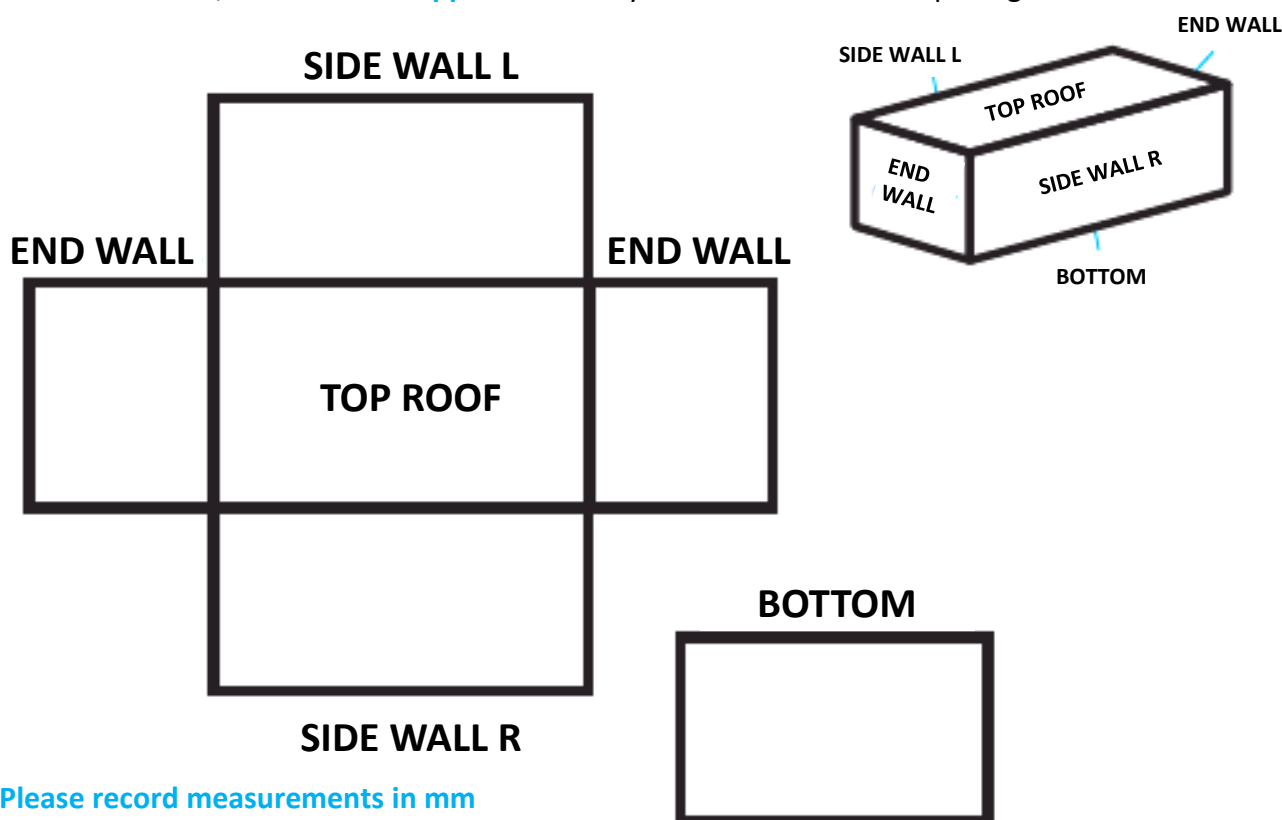 END WALL
SIDE WALL L
SIDE WALL L
TOP ROOF
END
WALL
SIDE WALL R
END WALL
END WALL
BOTTOM
TOP ROOF
BOTTOM
SIDE WALL R
Please record measurements in mm